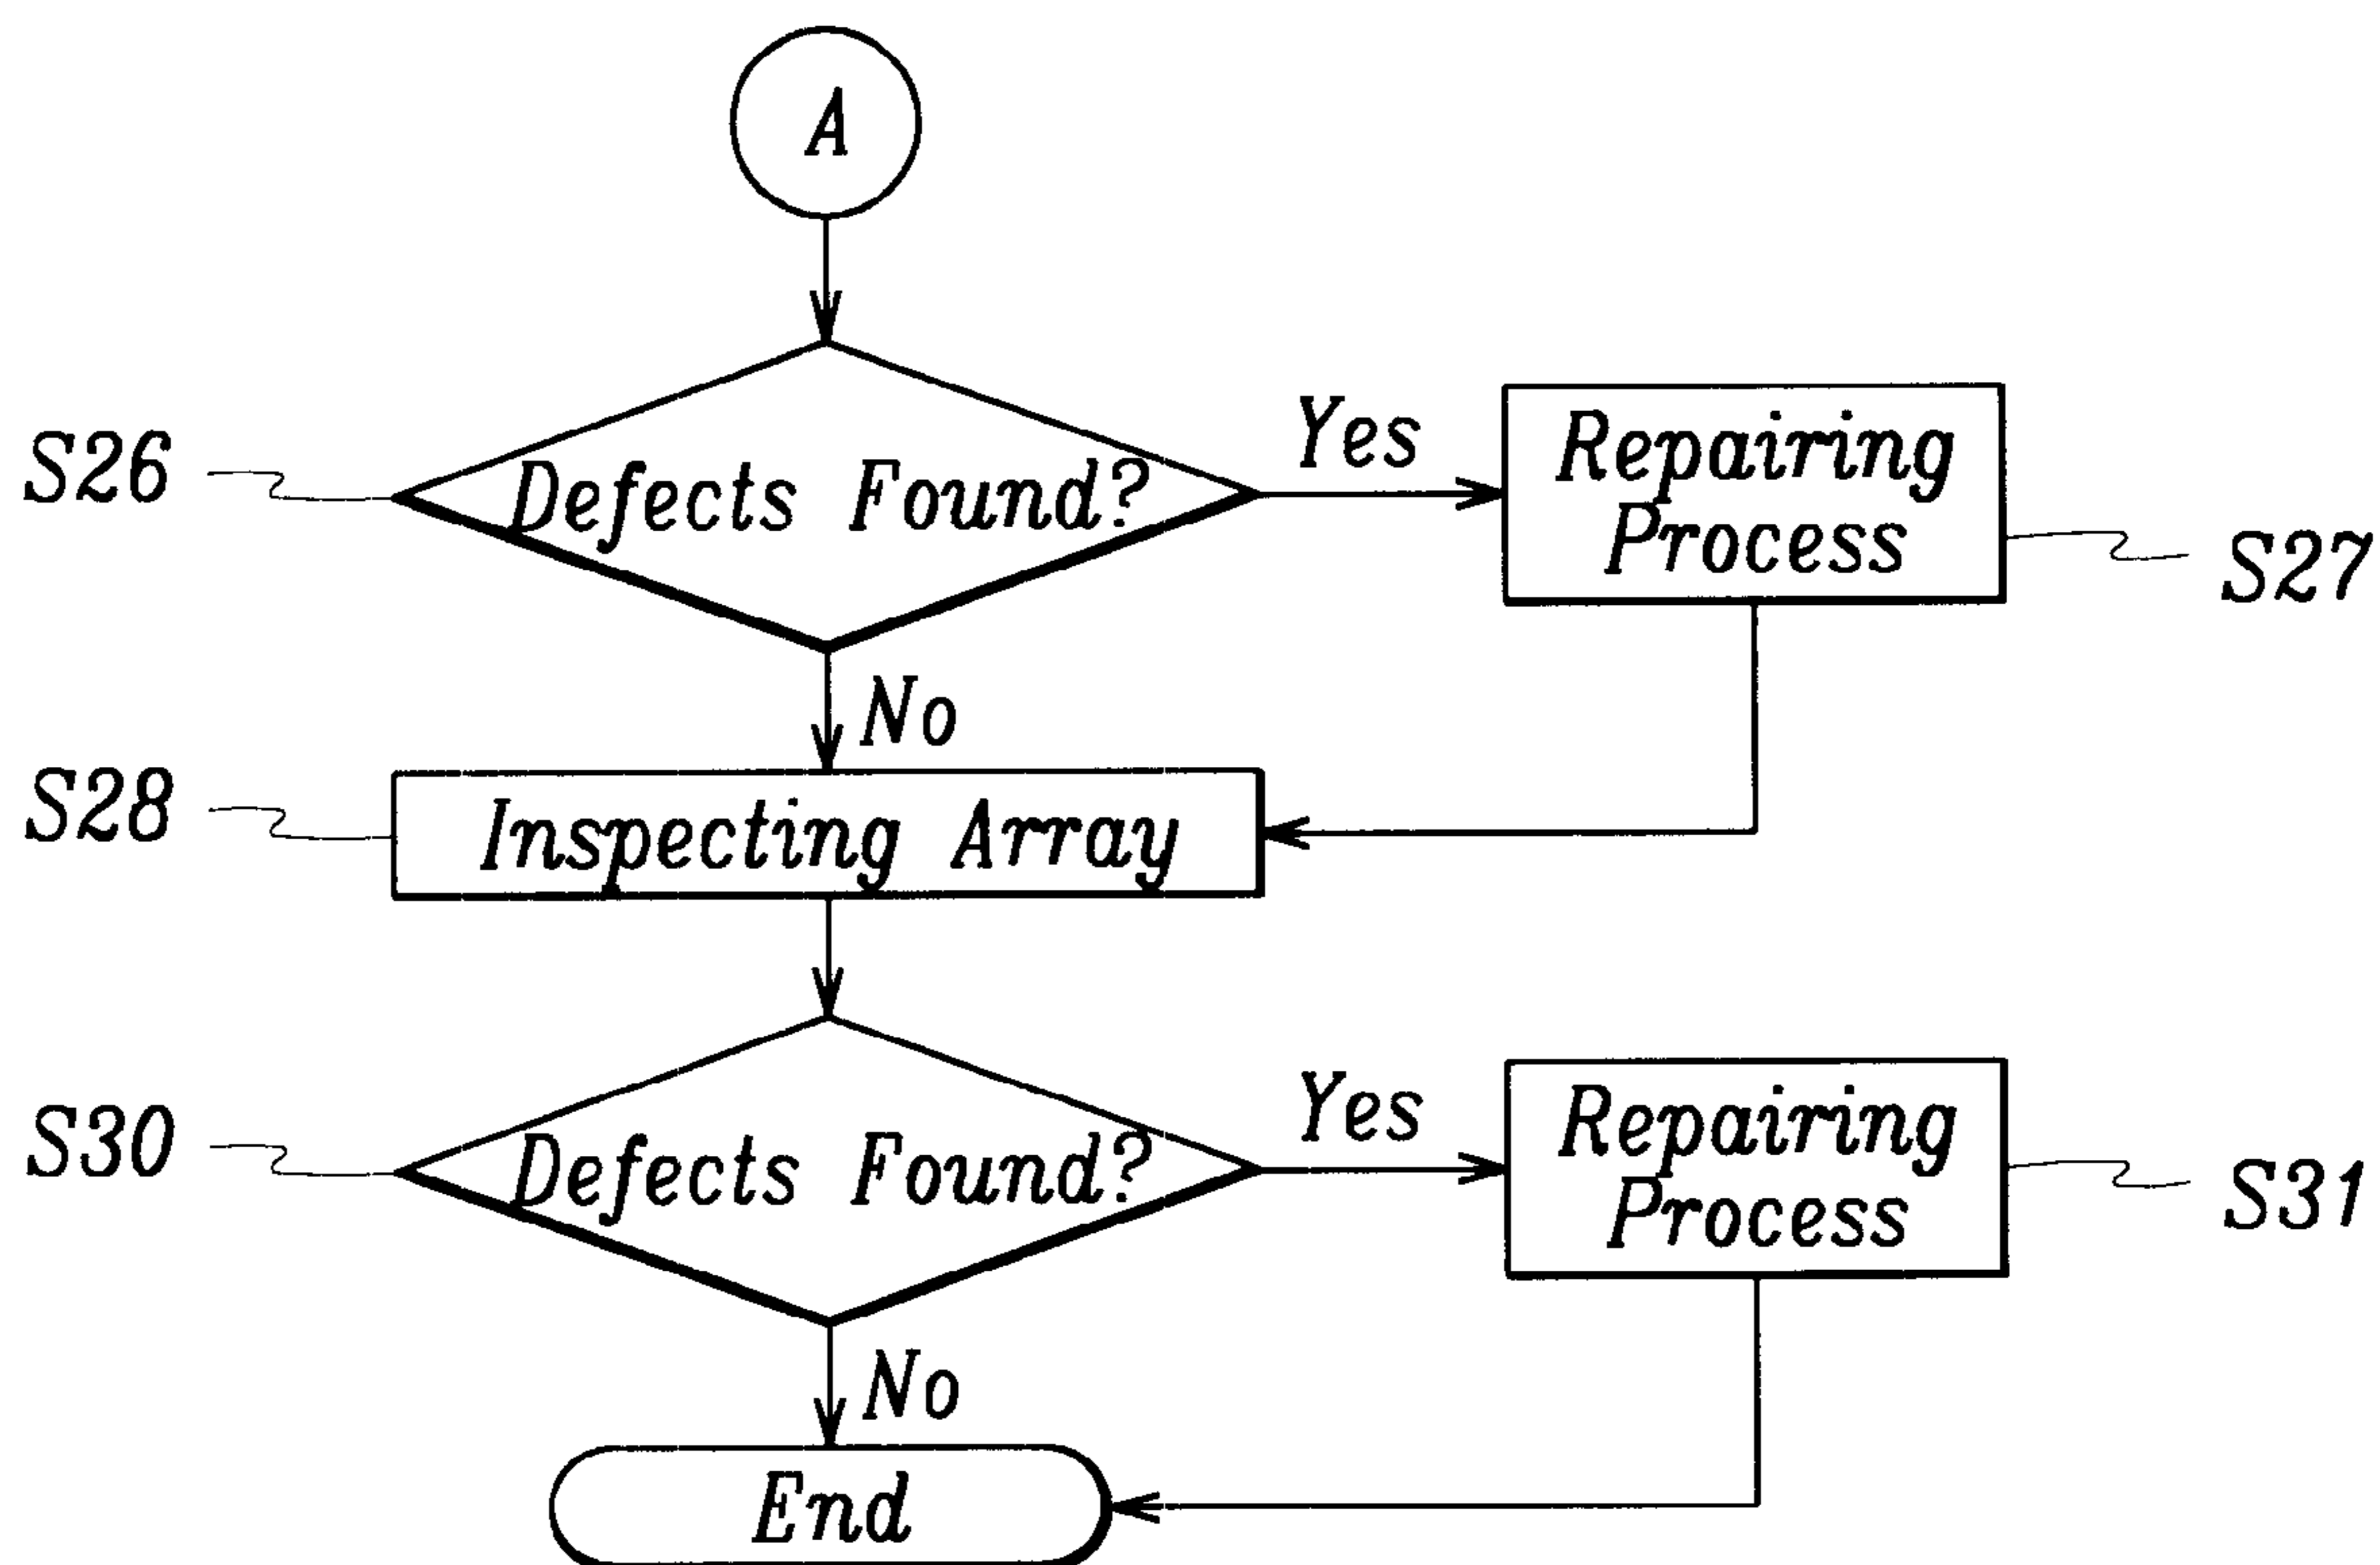 A
S26
Defects Found?
Yes
Repairing
Process
S27
No
S28
Inspecting Array
S30
Defects Found?
Yes
Repairing
Process
S31
No
End